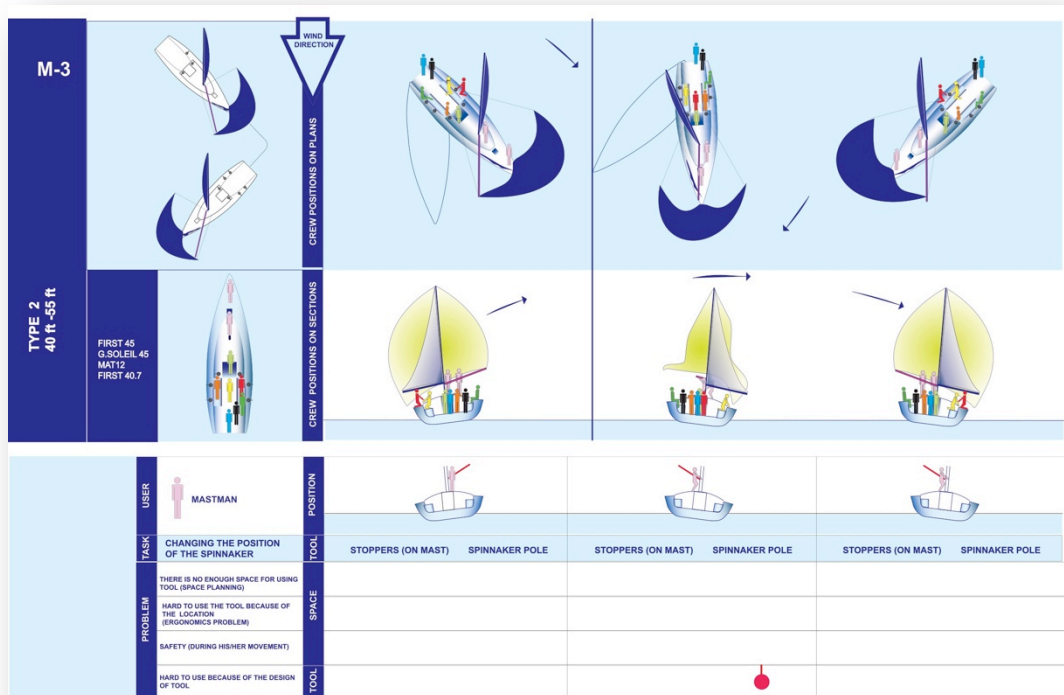 M-3
WIND
DIRECTION
CREW POSITIONS ON PLANS
TYPE 2
40 ft -55 ft
FIRST 45
G.SOLEIL 45
MAT12
FIRST 40.7
CREW POSITIONS ON SECTIONS
USER
MASTMAN
POSITION
TASK
CHANGING THE POSITION
OF THE SPINNAKER
TOOL
STOPPERS (ON MAST) SPINNAKER POLE
STOPPERS (ON MAST) SPINNAKER POLE
STOPPERS (ON MAST) SPINNAKER POLE
PROBLEM
THERE IS NO ENOUGH SPACE FOR USING
TOOL (SPACE PLANNING)
HARD TO USE THE TOOL BECAUSE OF
THE LOCATION
(ERGONOMICS PROBLEM)
SPACE
SAFETY (DURING HIS/HER MOVEMENT)
HARD TO USE BECAUSE OF THE DESIGN
OF TOOL
TOOL